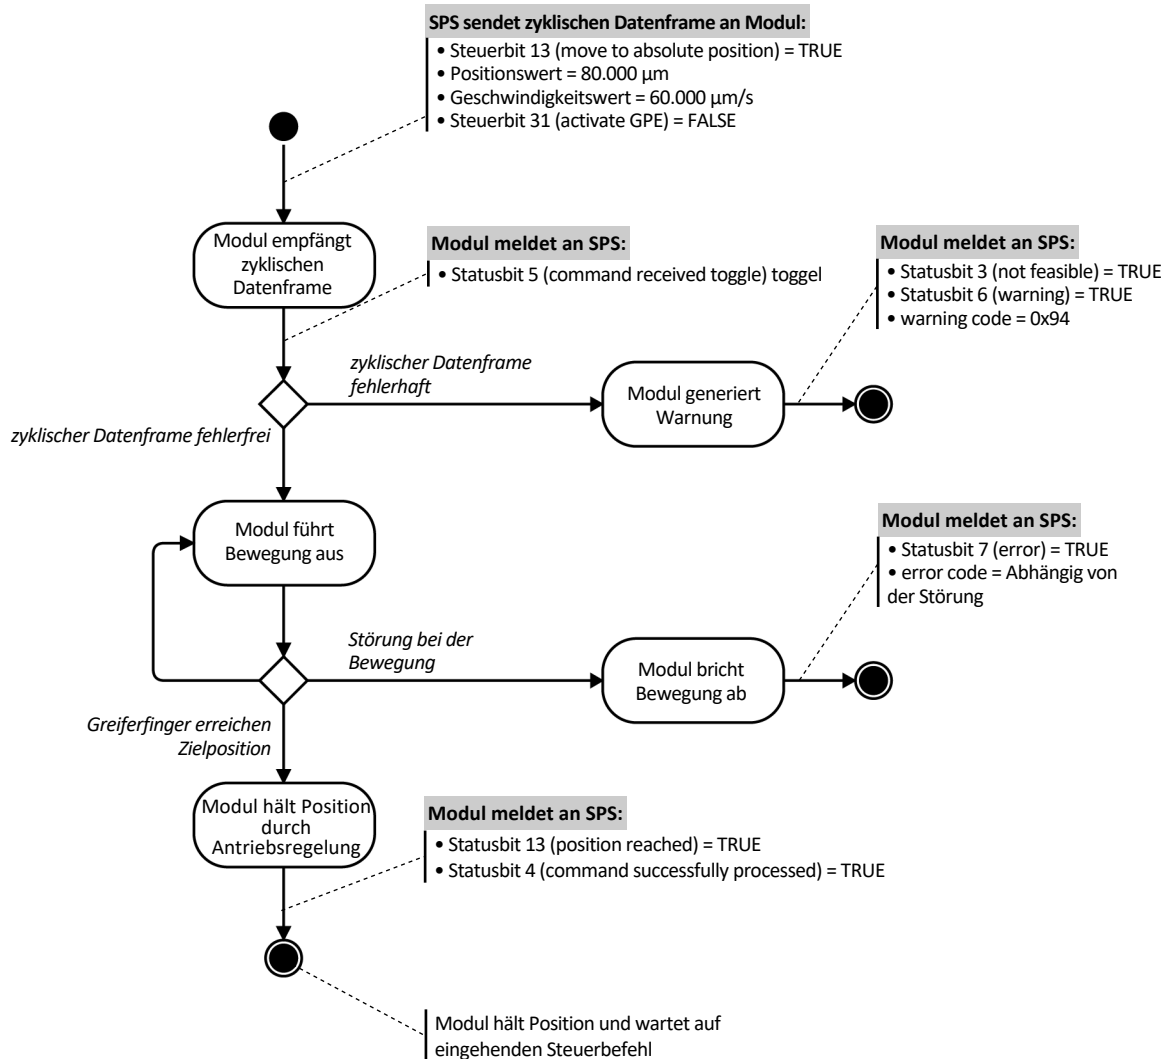 SPS sendet zyklischen Datenframe an Modul:
• Steuerbit 13 (move to absolute position) = TRUE
• Positionswert = 80.000 µm
• Geschwindigkeitswert = 60.000 µm/s
• Steuerbit 31 (activate GPE) = FALSE
Modul empfängt
zyklischen
Datenframe
Modul meldet an SPS:
• Statusbit 5 (command received toggle) toggel
Modul meldet an SPS:
• Statusbit 3 (not feasible) = TRUE
• Statusbit 6 (warning) = TRUE
• warning code = 0x94
zyklischer Datenframe
fehlerhaft
Modul generiert
Warnung
zyklischer Datenframe fehlerfrei
Modul führt
Bewegung aus
Modul meldet an SPS:
• Statusbit 7 (error) = TRUE
• error code = Abhängig von
der Störung
Störung bei der
Bewegung
Modul bricht
Bewegung ab
Greiferfinger erreichen
Zielposition
Modul hält Position
durch
Antriebsregelung
Modul meldet an SPS:
• Statusbit 13 (position reached) = TRUE
• Statusbit 4 (command successfully processed) = TRUE
Modul hält Position und wartet auf
eingehenden Steuerbefehl